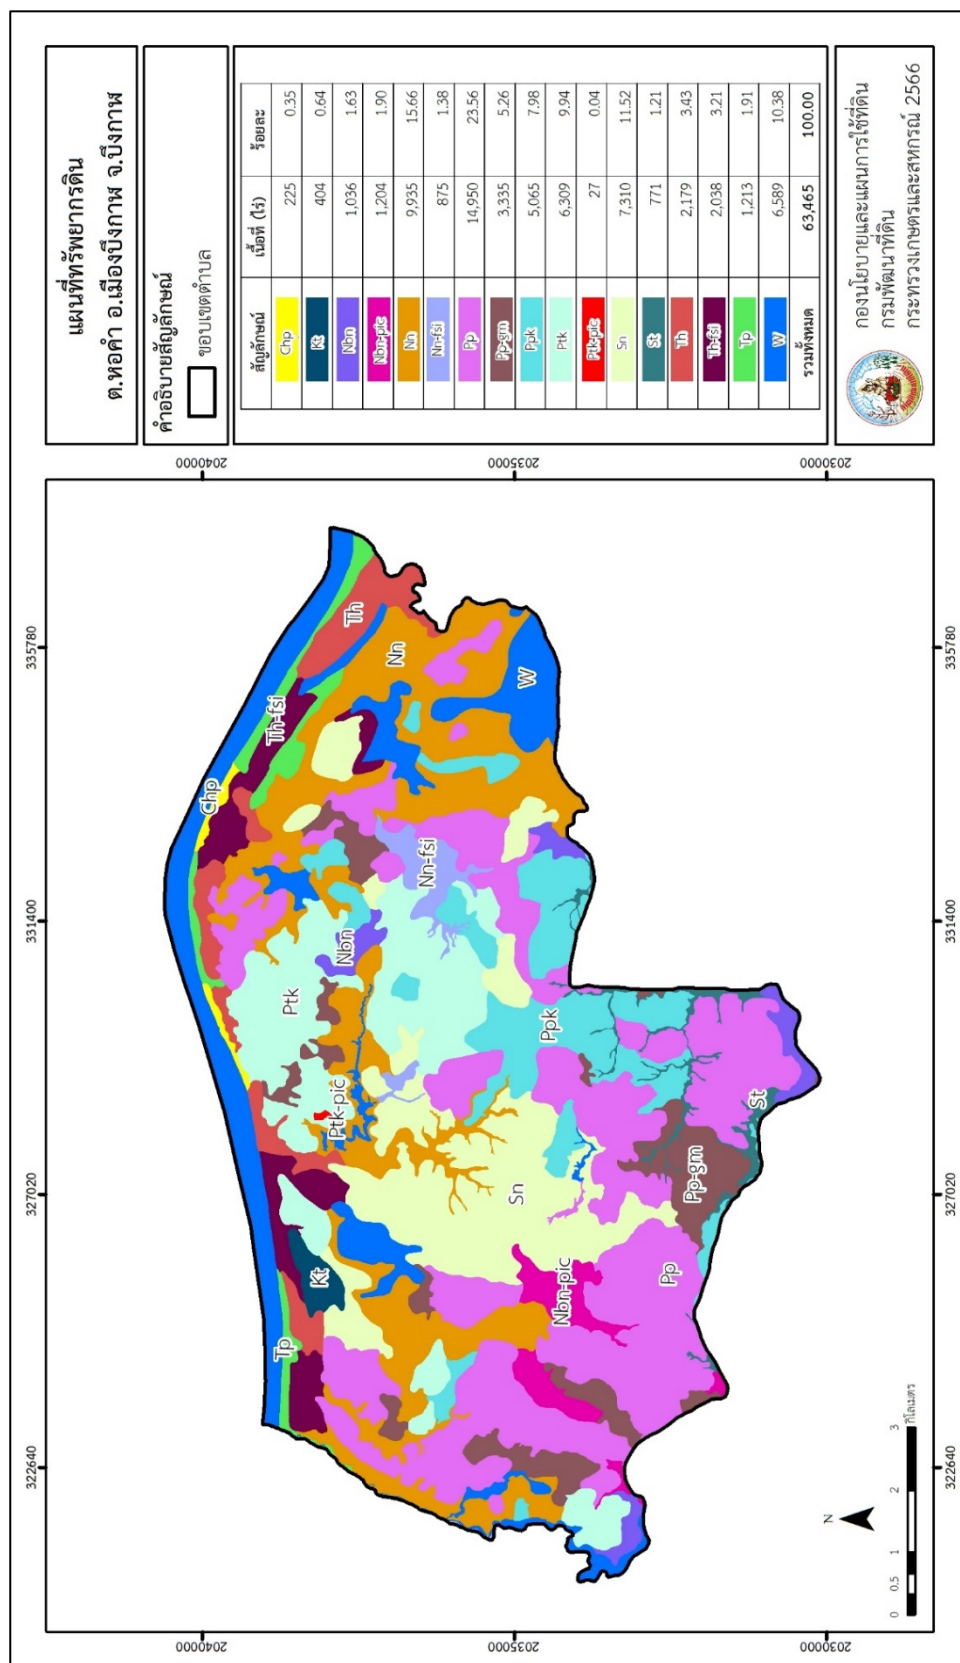 แผนที่ทรัพยากรดิน
ต.หอคำ อ.เมืองบึงกาฬ จ.บึงกาฬ
คำอธิบายสัญลักษณ์
ขอบเขตตำบล
สัญลักษณ์ เนื้อที่ (ไร่) ร้อยละ
Chp 225 0.35
Kt 404 0.64
Nbn 1,036 1.63
Nbn-pic 1,204 1.90
Nn 9,935 15.66
Nn-fsi 875 1.38
Pp 14,950 23.56
Pp-gm 3,335 5.26
Ppk 5,065 7.98
Ptk 6,309 9.94
Ptk-pic 27 0.04
Sn 7,310 11.52
St 771 1.21
Th 2,179 3.43
Th-fsi 2,038 3.21
Tp 1,213 1.91
W 6,589 10.38
รวมทั้งหมด 63,465 100.00
กองนโยบายและแผนการใช้ที่ดิน
กรมพัฒนาที่ดิน
กระทรวงเกษตรและสหกรณ์ 2566
322640 327020 331400 335780
2040000 2040000
2035000 2035000
2030000 2030000
Chp
Th-fsi
Th
Tp
Kt
Ptk
Nbn
Nn
Ptk-pic
Nn-fsi
W
Sn
Ppk
Nbn-pic
Pp
Pp-gm
St
N
0 0.5 1 2 3
กิโลเมตร